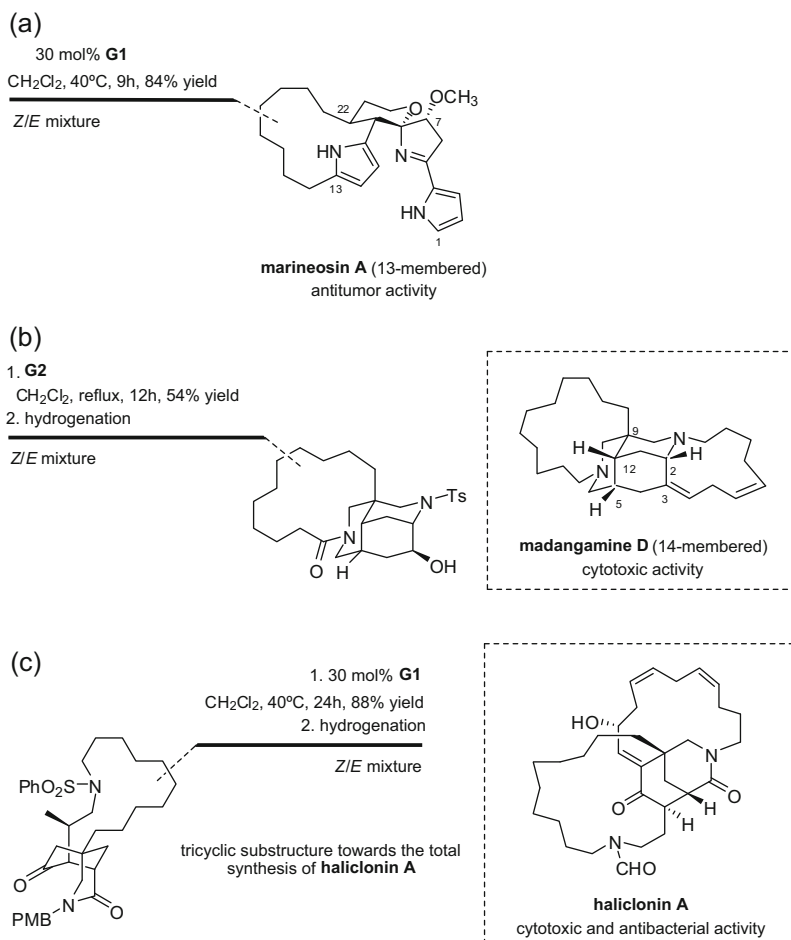 (a)
30 mol% G1
CH₂Cl₂, 40ºC, 9h, 84% yield
Z/E mixture
22
O
OCH₃
7
HN
N
13
HN
1
marineosin A (13-membered)
antitumor activity
(b)
1. G2
CH₂Cl₂, reflux, 12h, 54% yield
2. hydrogenation
Z/E mixture
N
Ts
N
O
H
OH
9
N
H
H
12
2
N
5
3
H
madangamine D (14-membered)
cytotoxic activity
(c)
1. 30 mol% G1
CH₂Cl₂, 40ºC, 24h, 88% yield
2. hydrogenation
Z/E mixture
PhO₂S
N
O
N
PMB
O
tricyclic substructure towards the total
synthesis of haliclonin A
HO
N
O
O
H
H
N
CHO
haliclonin A
cytotoxic and antibacterial activity